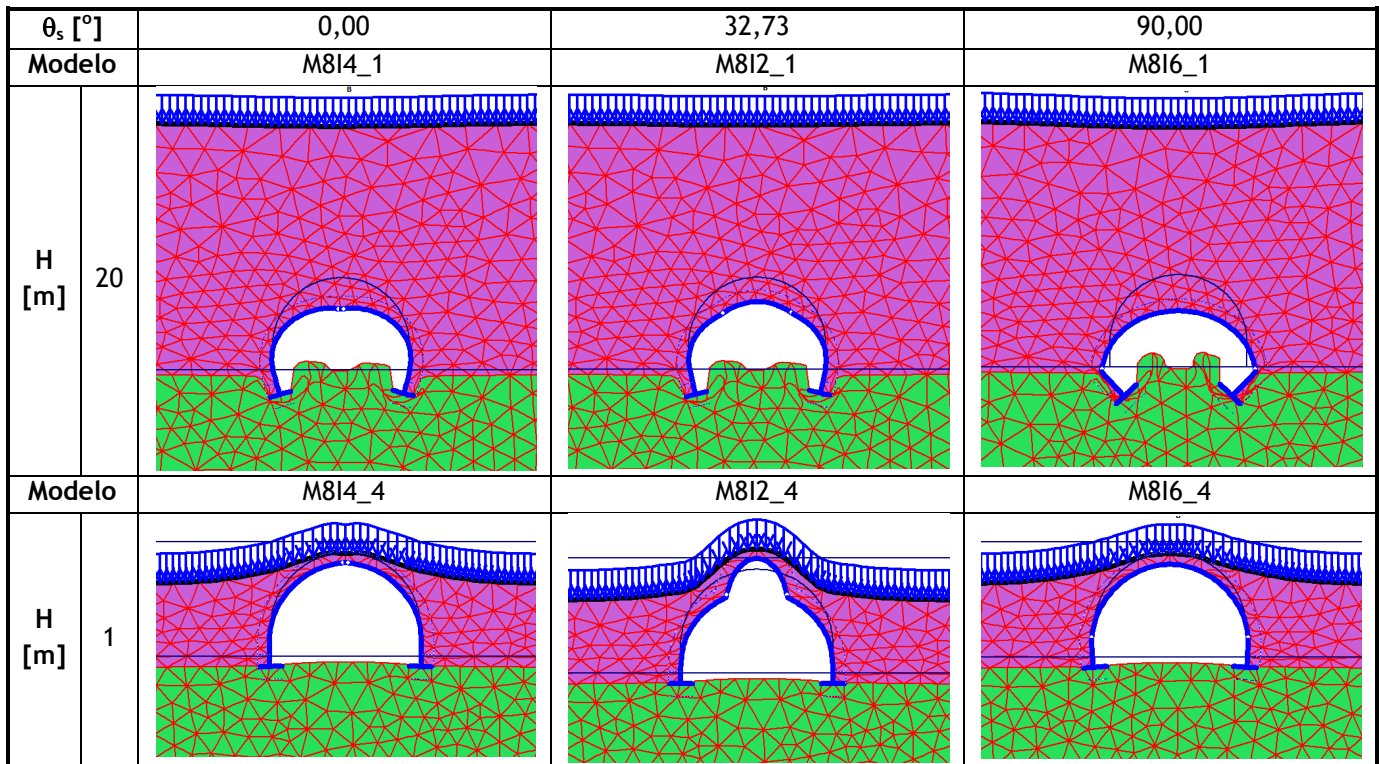 θs [º] 0,00 32,73 90,00
Modelo M8I4_1 M8I2_1 M8I6_1
H
[m] 20
Modelo M8I4_4 M8I2_4 M8I6_4
H
[m] 1